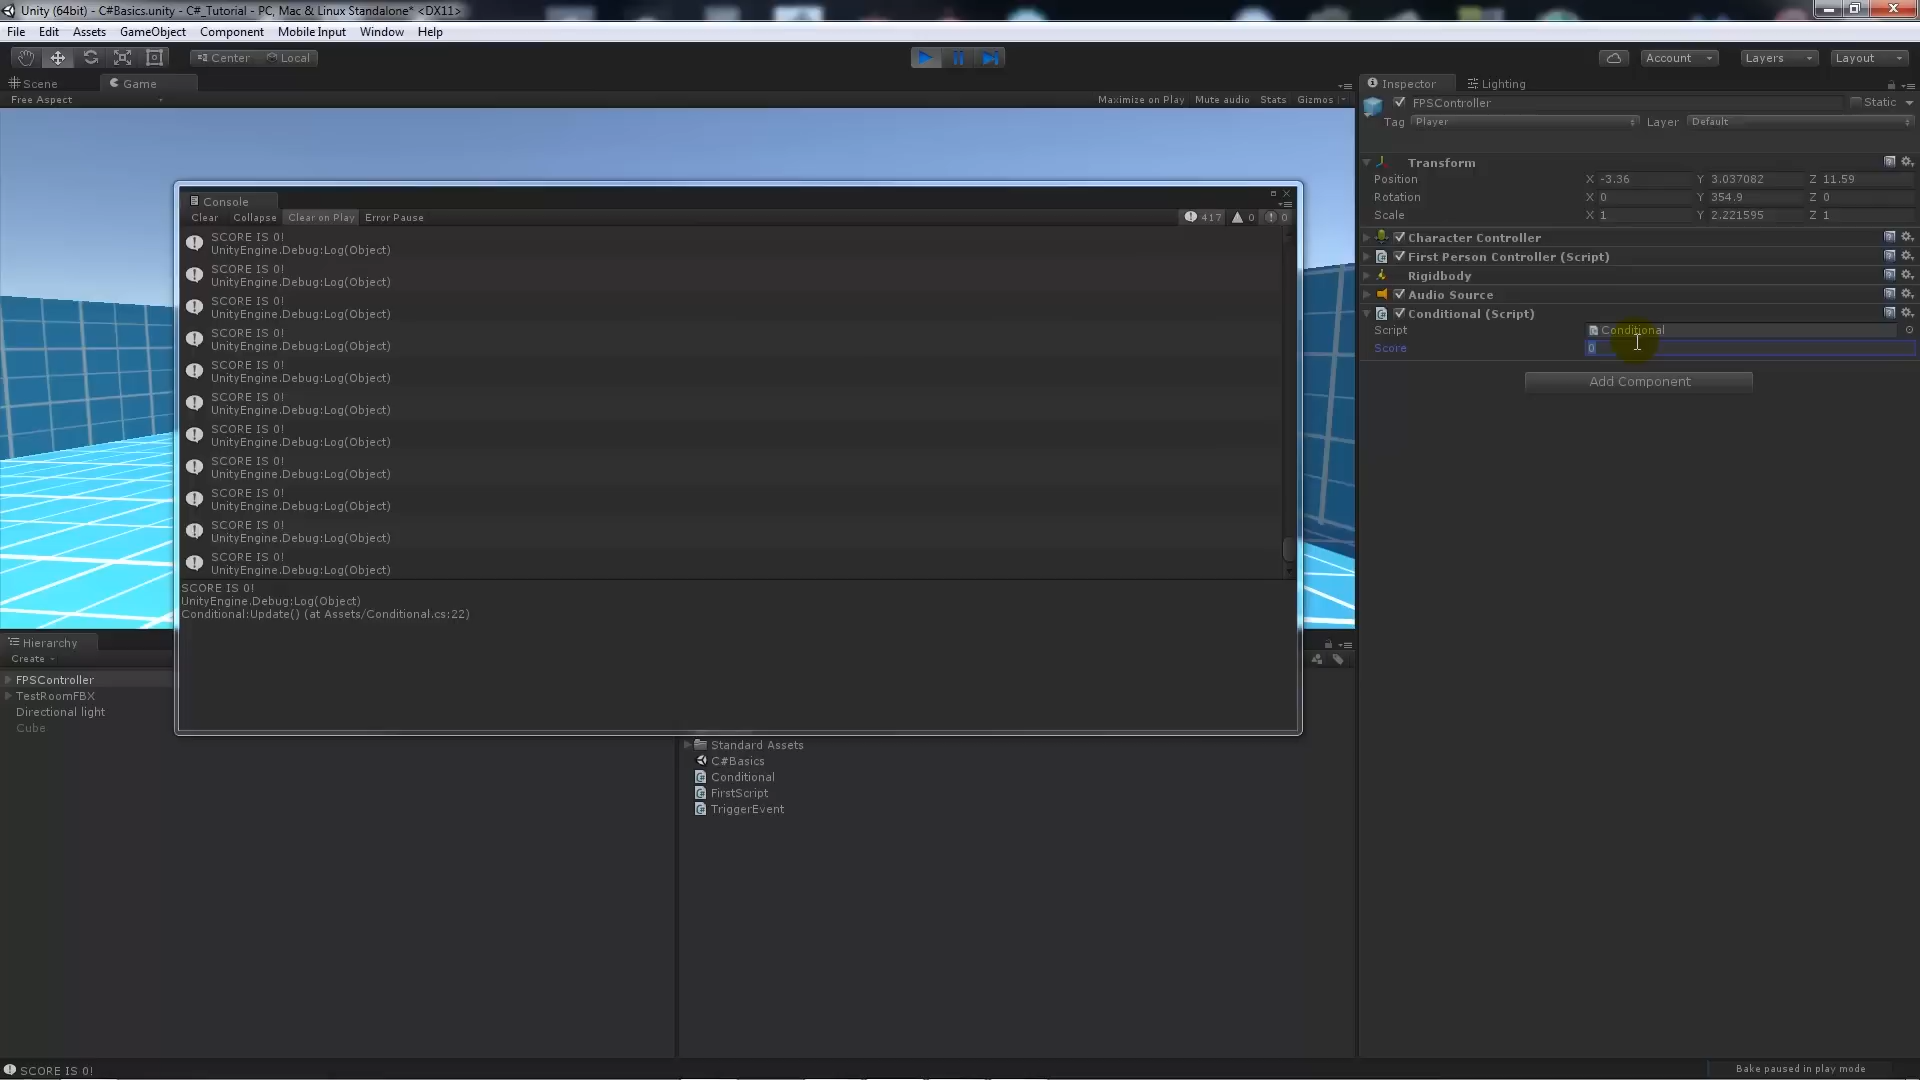 Unity (64bit) - C#Basics.unity - C#_Tutorial - PC, Mac & Linux Standalone* <DX11>
File Edit Assets GameObject Component Mobile Input Window Help
Center Local Account Layers Layout
Scene Game
Free Aspect Maximize on Play Mute audio Stats Gizmos
Inspector Lighting
FPSController Static
Tag Player Layer Default
Transform
Position X -3.36 Y 3.037082 Z 11.59
Rotation X 0 Y 354.9 Z 0
Scale X 1 Y 2.221595 Z 1
Character Controller
First Person Controller (Script)
Rigidbody
Audio Source
Conditional (Script)
Script Conditional
Score 0
Add Component
Console
Clear Collapse Clear on Play Error Pause 417 0 0
SCORE IS 0!
UnityEngine.Debug:Log(Object)
SCORE IS 0!
UnityEngine.Debug:Log(Object)
SCORE IS 0!
UnityEngine.Debug:Log(Object)
SCORE IS 0!
UnityEngine.Debug:Log(Object)
SCORE IS 0!
UnityEngine.Debug:Log(Object)
SCORE IS 0!
UnityEngine.Debug:Log(Object)
SCORE IS 0!
UnityEngine.Debug:Log(Object)
SCORE IS 0!
UnityEngine.Debug:Log(Object)
SCORE IS 0!
UnityEngine.Debug:Log(Object)
SCORE IS 0!
UnityEngine.Debug:Log(Object)
SCORE IS 0!
UnityEngine.Debug:Log(Object)
SCORE IS 0!
UnityEngine.Debug:Log(Object)
Conditional:Update() (at Assets/Conditional.cs:22)
Hierarchy
Create
FPSController
TestRoomFBX
Directional light
Cube
Standard Assets
C#Basics
Conditional
FirstScript
TriggerEvent
SCORE IS 0!
Bake paused in play mode